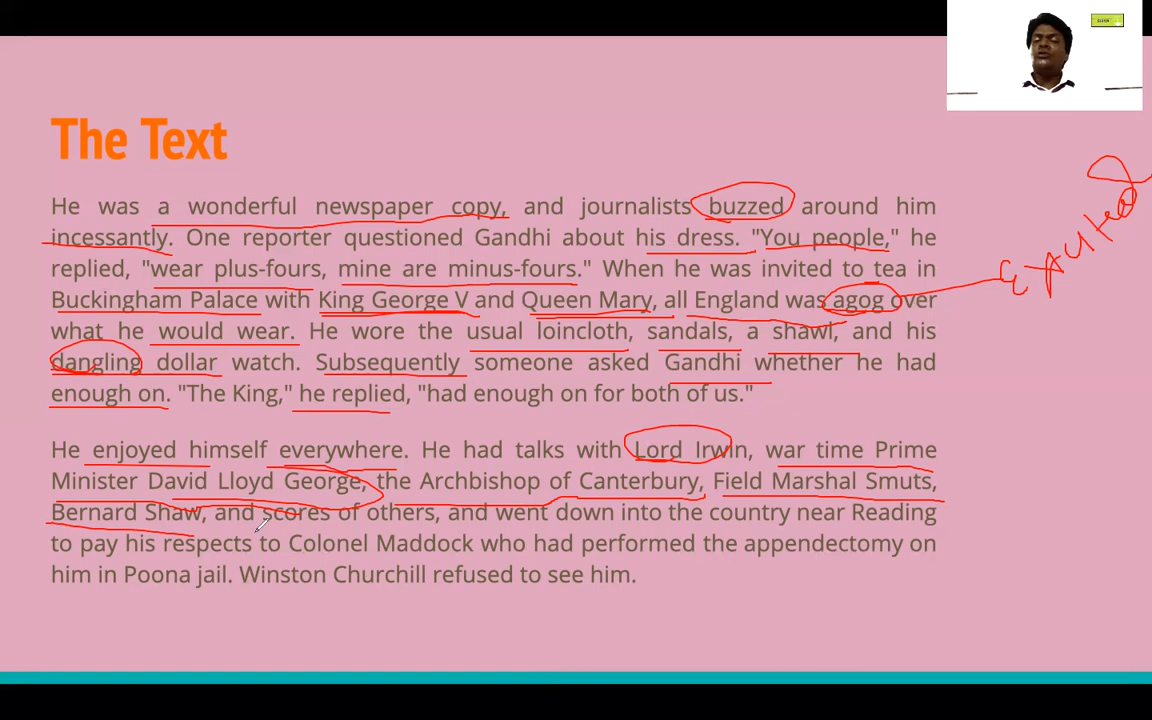 The Text
He was a wonderful newspaper copy, and journalists buzzed around him
incessantly. One reporter questioned Gandhi about his dress. "You people," he
replied, "wear plus-fours, mine are minus-fours." When he was invited to tea in
Buckingham Palace with King George V and Queen Mary, all England was agog over
what he would wear. He wore the usual loincloth, sandals, a shawl, and his
dangling dollar watch. Subsequently someone asked Gandhi whether he had
enough on. "The King," he replied, "had enough on for both of us."
He enjoyed himself everywhere. He had talks with Lord Irwin, war time Prime
Minister David Lloyd George, the Archbishop of Canterbury, Field Marshal Smuts,
Bernard Shaw, and scores of others, and went down into the country near Reading
to pay his respects to Colonel Maddock who had performed the appendectomy on
him in Poona jail. Winston Churchill refused to see him.